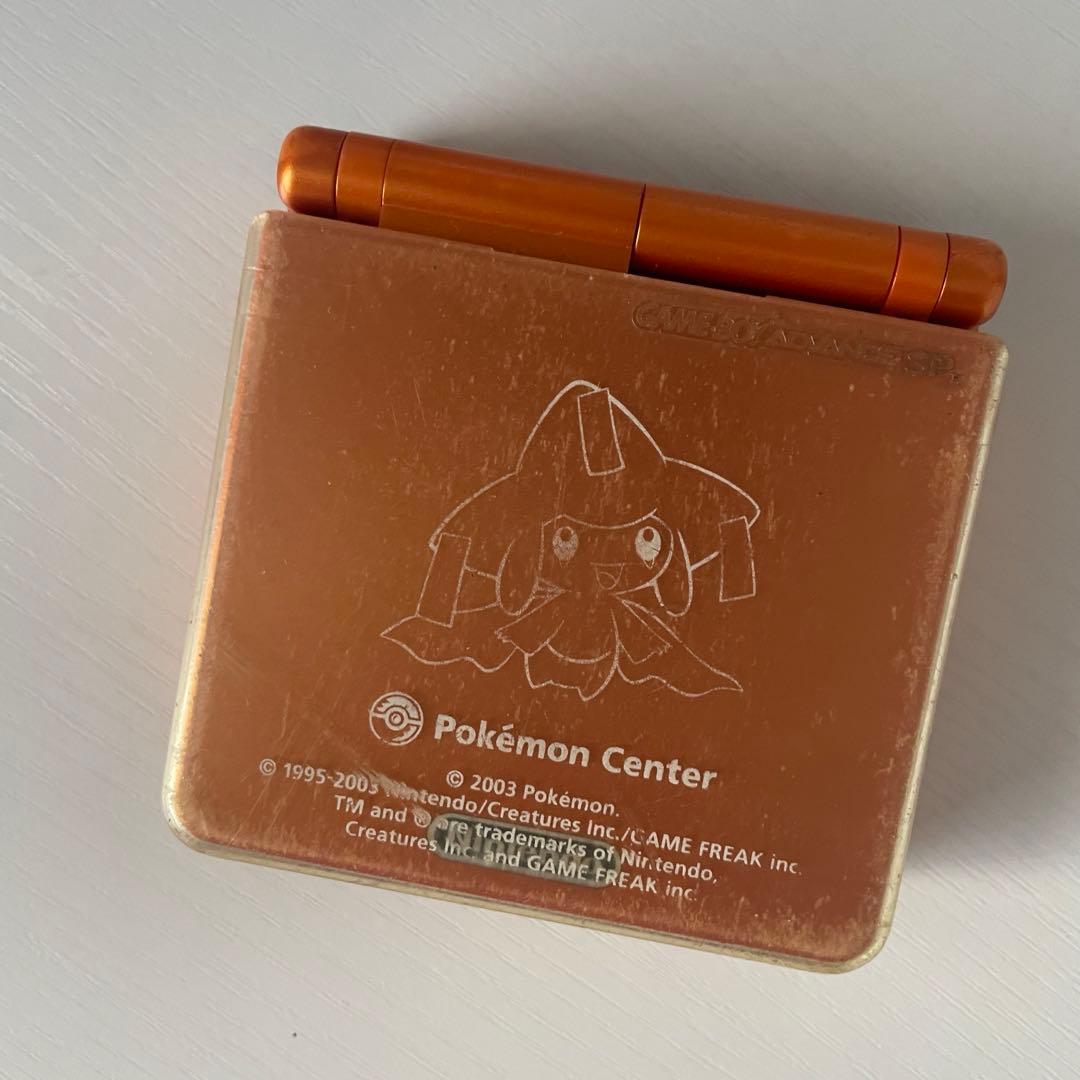 GAME BOY ADVANCE SP
Pokémon Center
© 2003 Pokémon.
© 1995-2003 Nintendo/Creatures Inc./GAME FREAK inc.
TM and ® are trademarks of Nintendo,
Creatures Inc. and GAME FREAK inc.
Nintendo